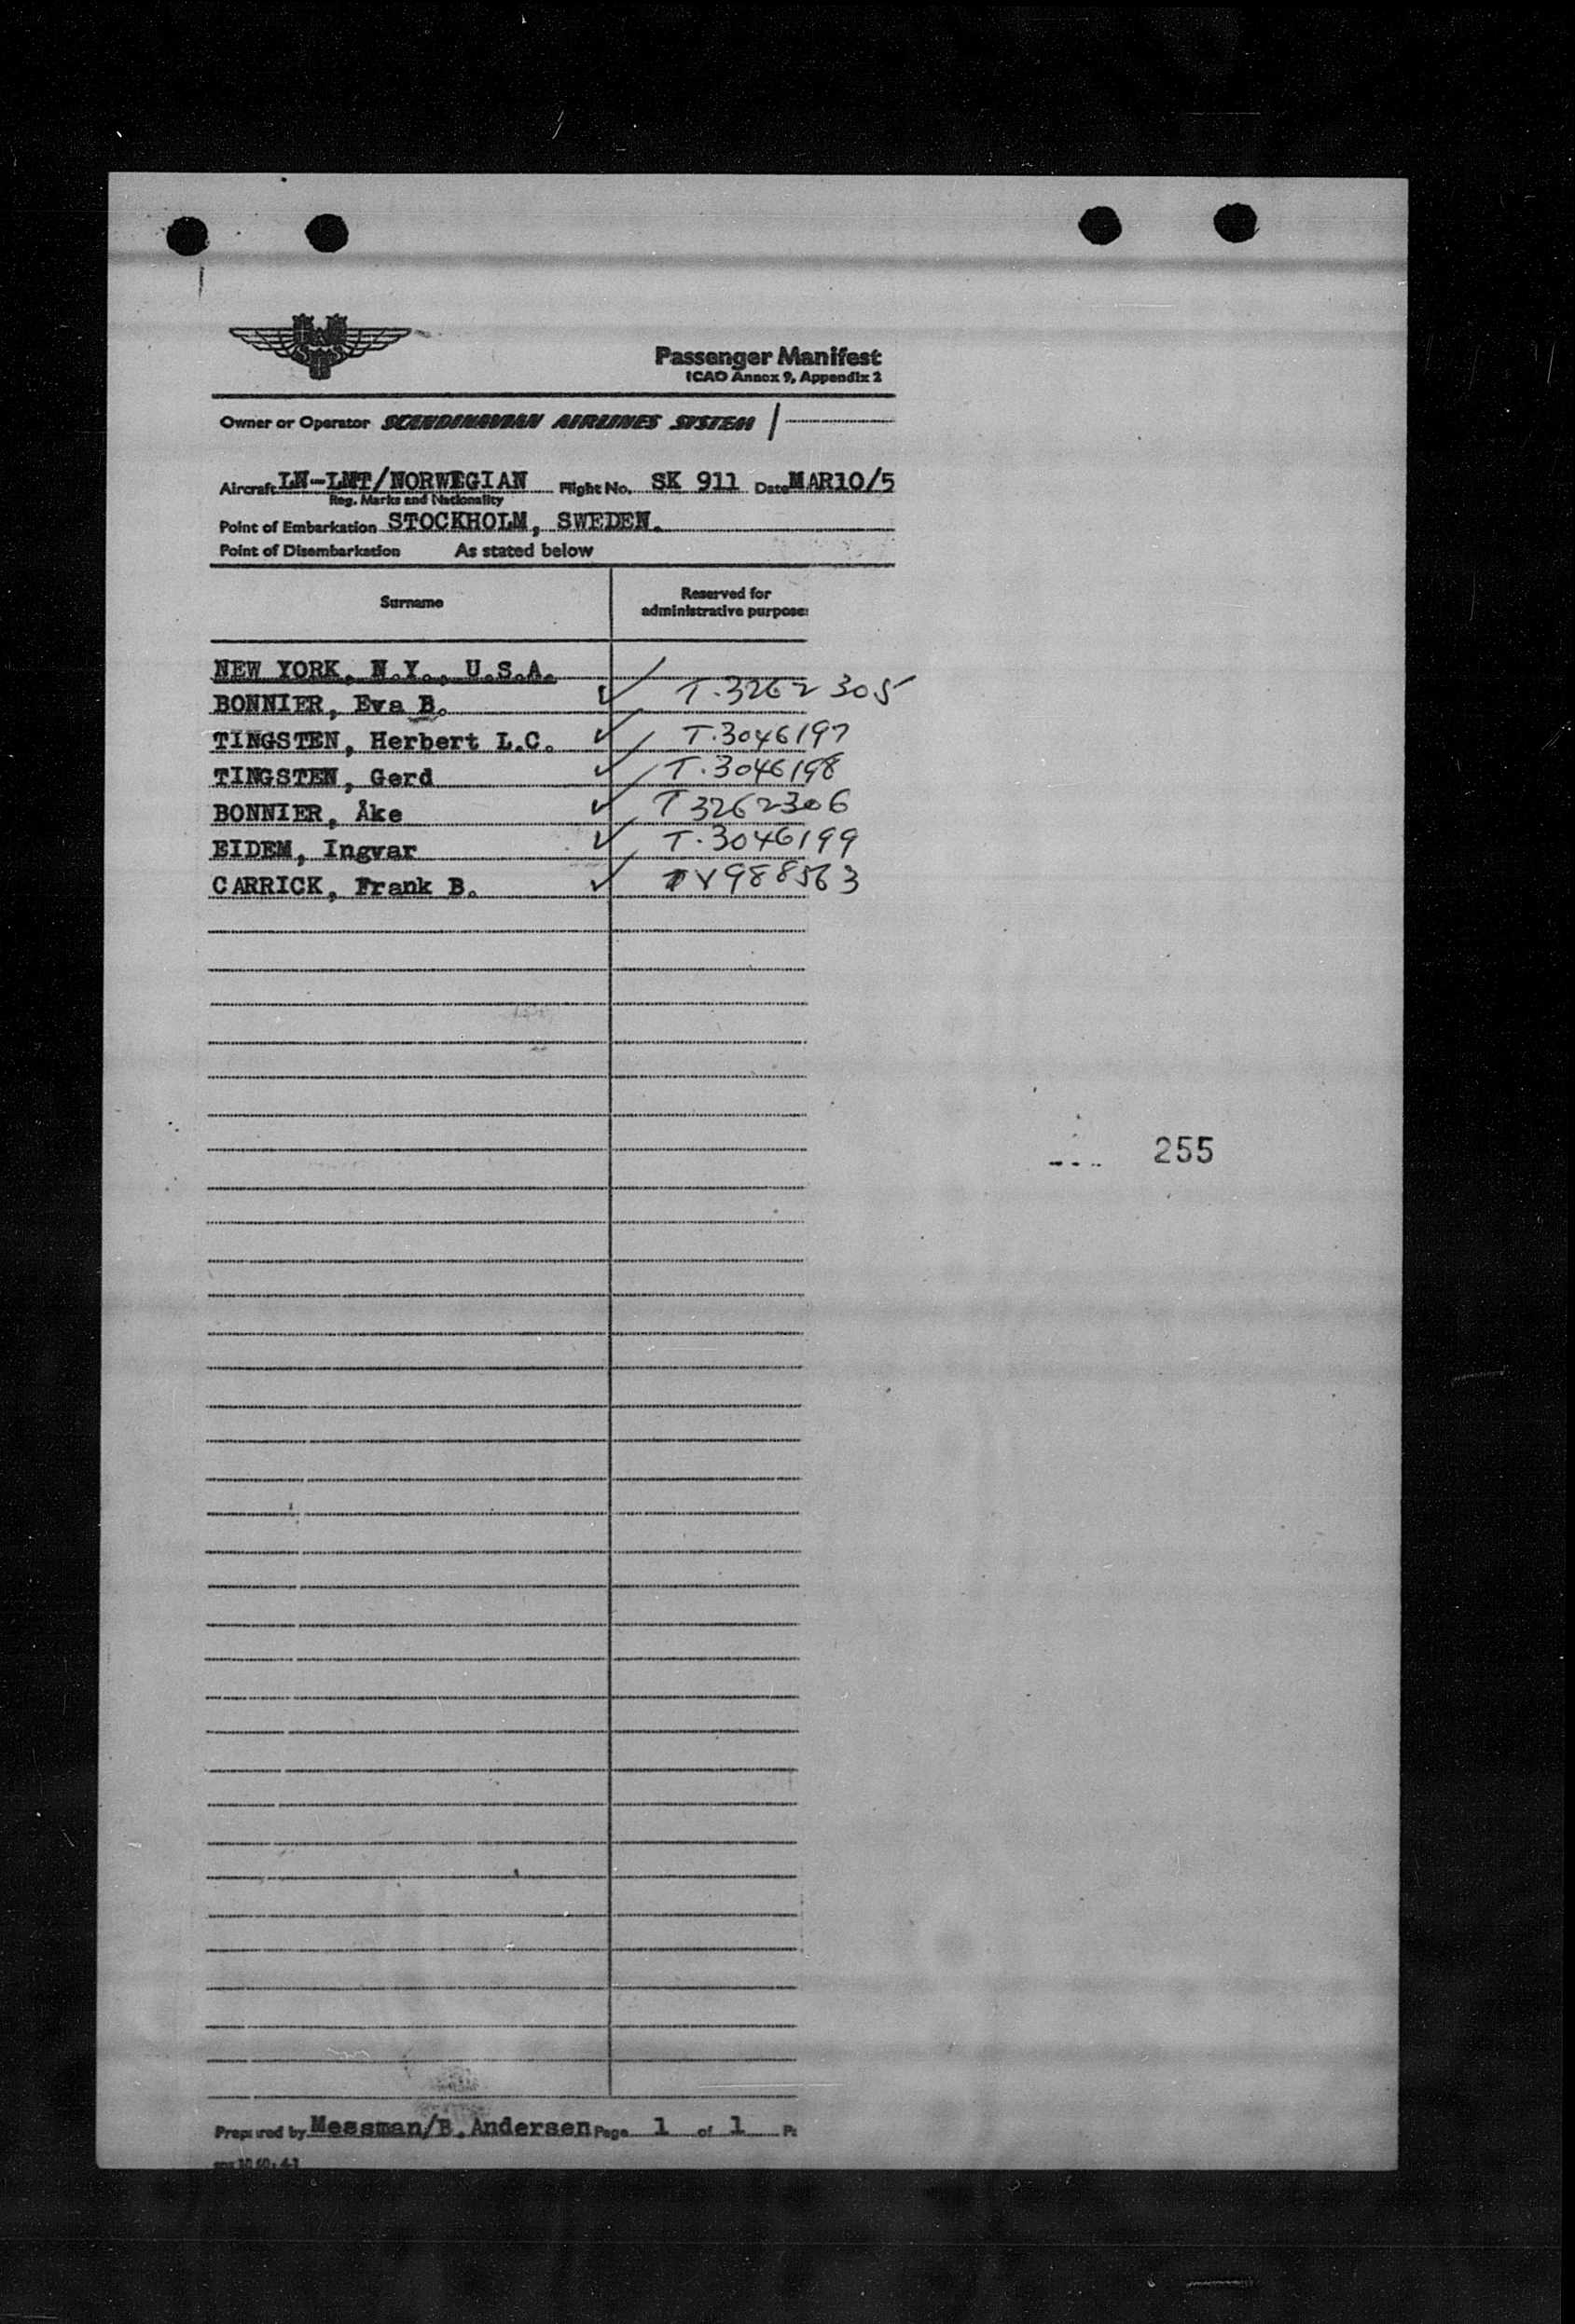 SAS
Passenger Manifest
ICAO Annex 9, Appendix 2
Owner or Operator SCANDINAVIAN AIRLINES SYSTEM
Aircraft LN-LMT/NORWEGIAN Flight No. SK 911 Date MAR10/5
Reg. Marks and Nationality
Point of Embarkation STOCKHOLM, SWEDEN.
Point of Disembarkation As stated below
Surname Reserved for
administrative purpose
NEW YORK, N.Y., U.S.A.
BONNIER, Eva B. T.3262305
TINGSTEN, Herbert L.C. T.3046197
TINGSTEN, Gerd T.3046198
BONNIER, Åke T3262306
EIDEM, Ingvar T.3046199
CARRICK, Frank B. V988563
255
Prepared by Messman/B. Andersen Page 1 of 1 P